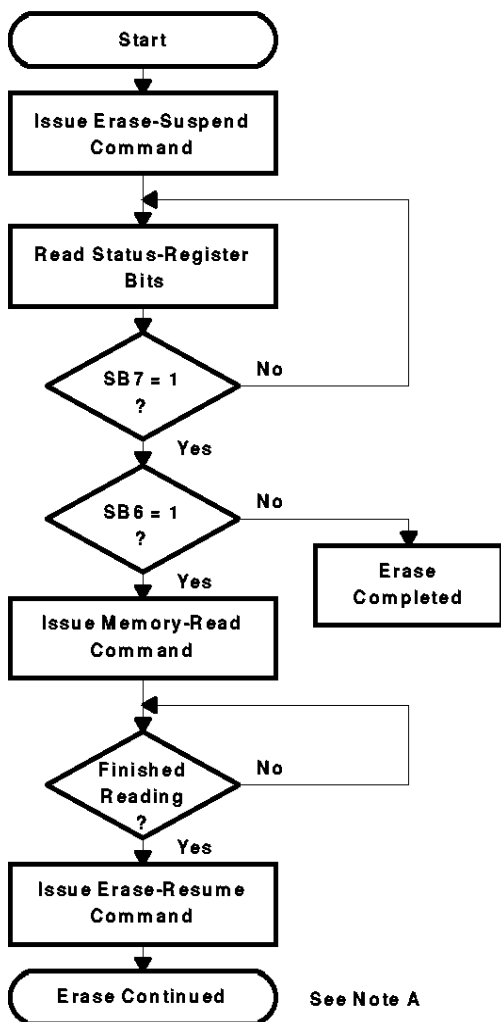 Start
Issue Erase-Suspend
Command
Read Status-Register
Bits
SB7 = 1
?
No
Yes
SB6 = 1
?
No
Yes
Erase
Completed
Issue Memory-Read
Command
Finished
Reading
?
No
Yes
Issue Erase-Resume
Command
Erase Continued
See Note A